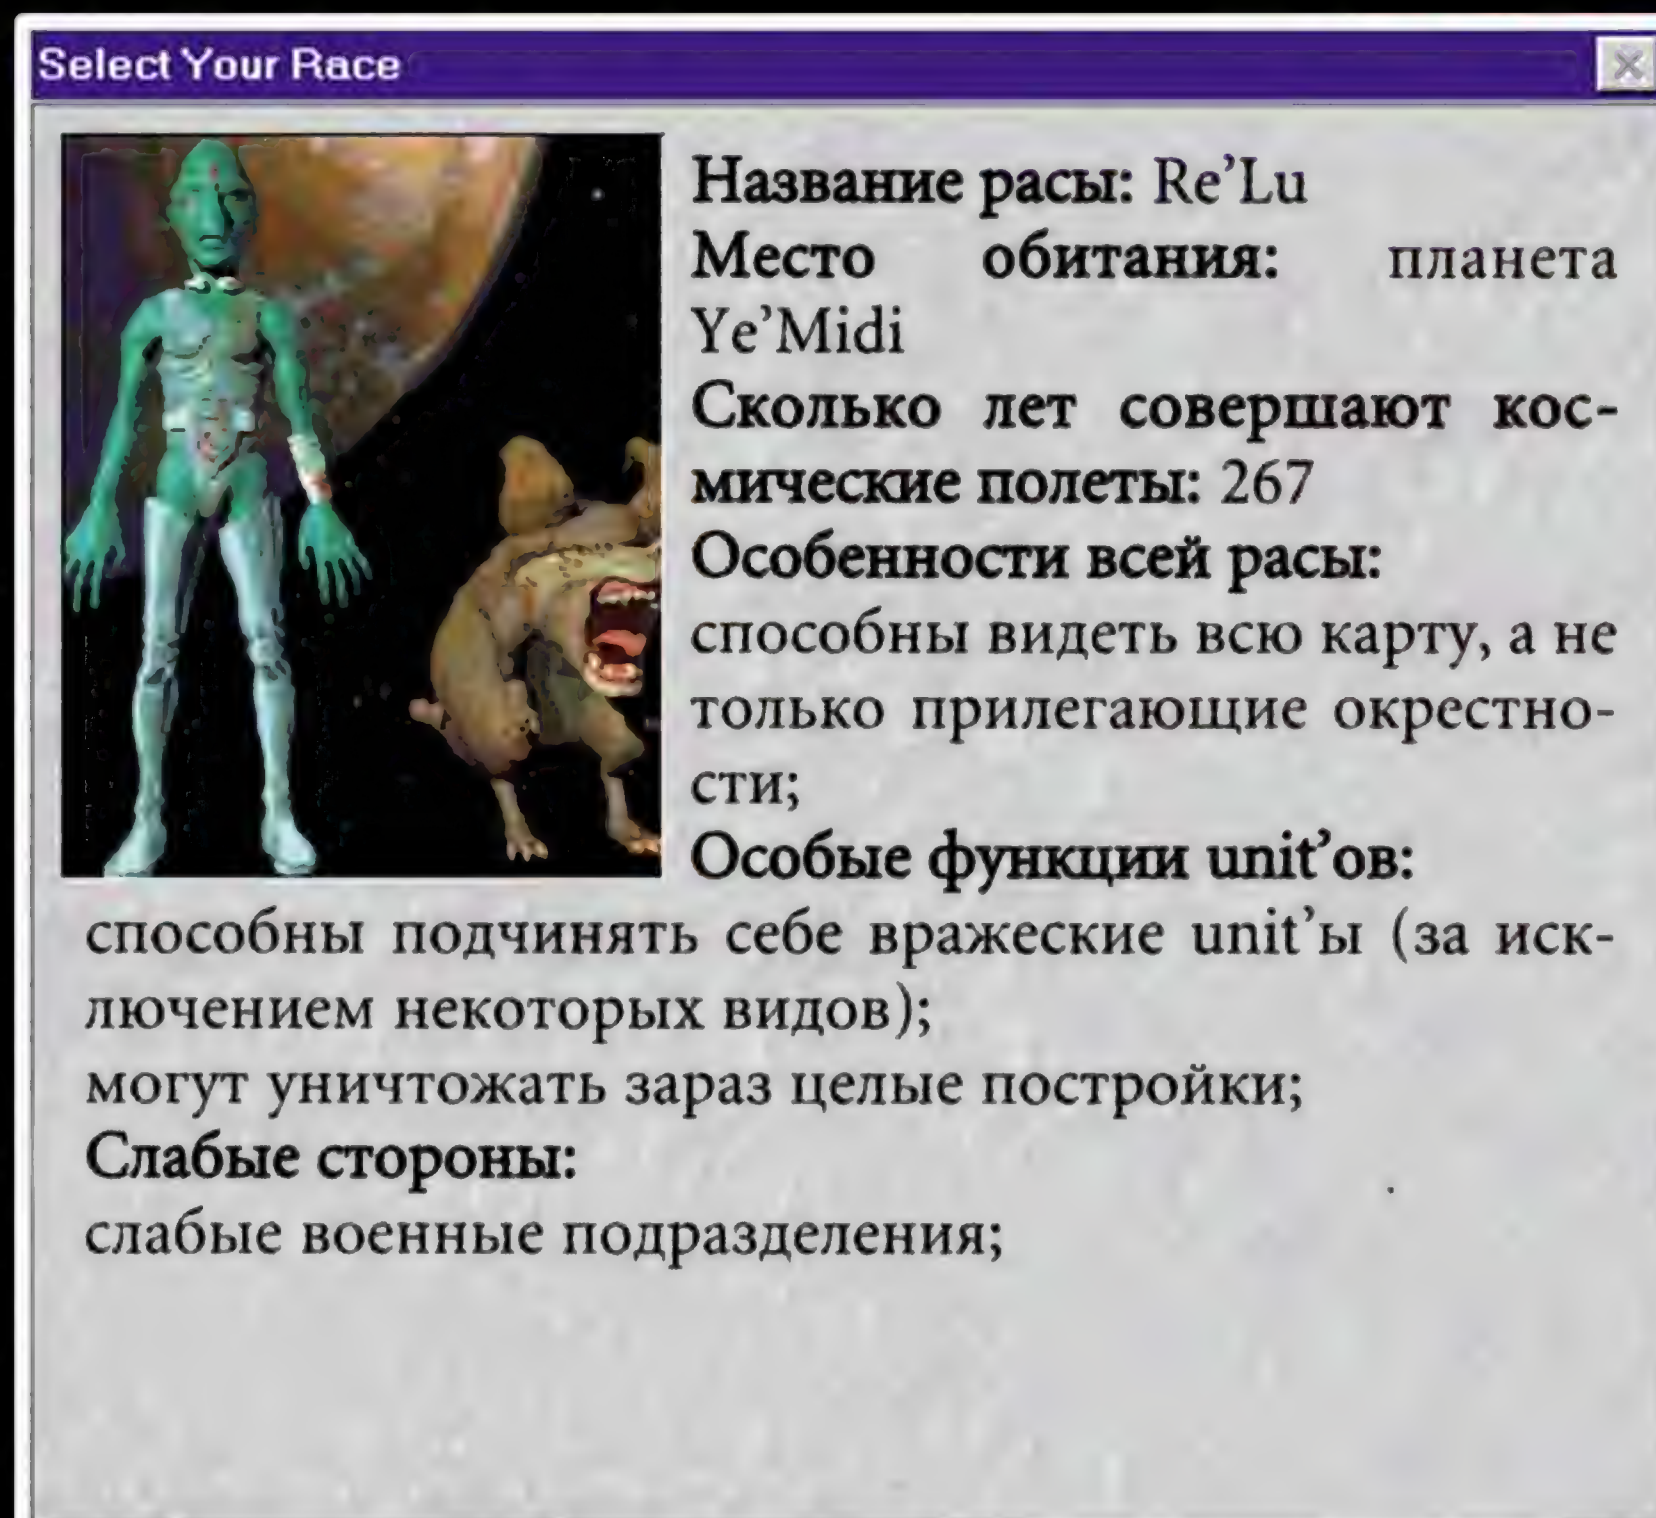 Select Your Race
Название расы: Re’Lu
Место обитания: планета
Ye’Midi
Сколько лет совершают кос-
мические полеты: 267
Особенности всей расы:
способны видеть всю карту, а не
только прилегающие окрестно-
сти;
Особые функции unit’ов:
способны подчинять себе вражеские unit’ы (за иск-
лючением некоторых видов);
могут уничтожать зараз целые постройки;
Слабые стороны:
слабые военные подразделения;